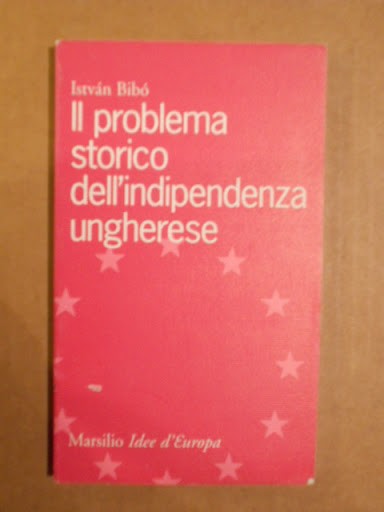 István Bibó
Il problema
storico
dell'indipendenza
ungherese
Marsilio Idee d'Europa